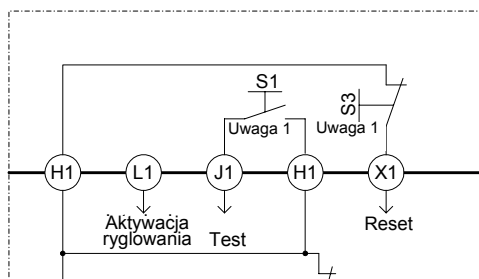 S1
S3
Uwaga 1
Uwaga 1
H1
L1
J1
H1
X1
Aktywacja
ryglowania
Test
Reset